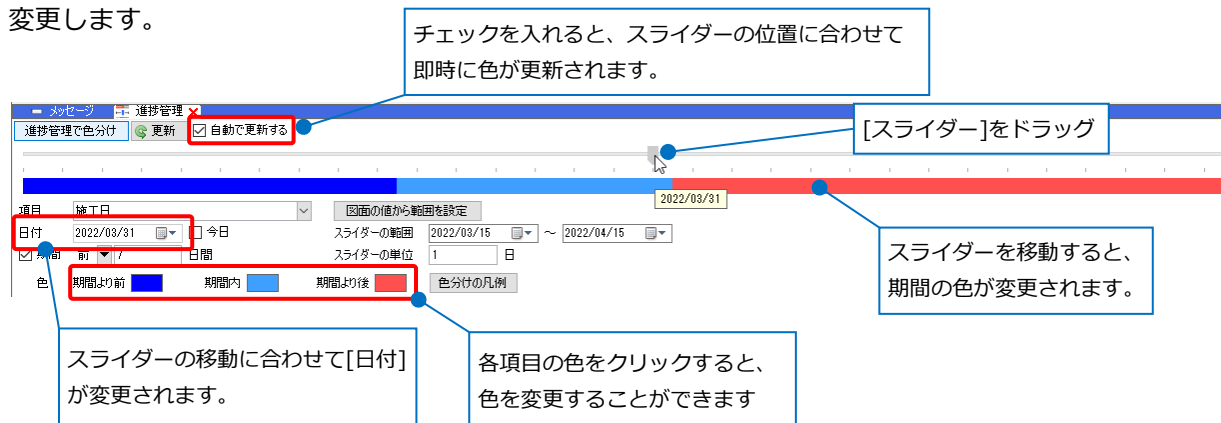 変更します。
チェックを入れると、スライダーの位置に合わせて
即時に色が更新されます。
メッセージ 進捗管理
進捗管理で色分け 更新 自動で更新する
[スライダー]をドラッグ
2022/03/31
項目 施工日 図面の値から範囲を設定
日付 2022/03/31 今日 スライダーの範囲 2022/03/15 ～ 2022/04/15
期間 前 7 日間 スライダーの単位 1 日
色 期間より前 期間内 期間より後 色分けの凡例
スライダーを移動すると、
期間の色が変更されます。
スライダーの移動に合わせて[日付]
が変更されます。
各項目の色をクリックすると、
色を変更することができます